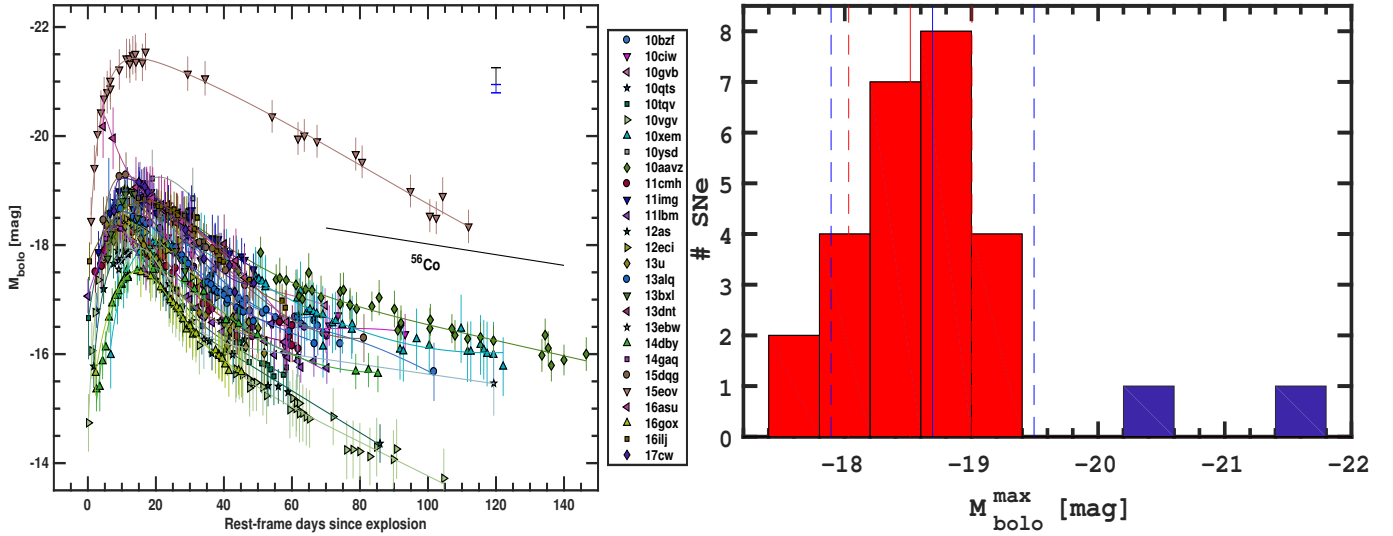 -22
-20
-18
-16
-14
M_bolo [mag]
56Co
0 20 40 60 80 100 120 140
Rest-frame days since explosion
10bzf
10ciw
10gvb
10qts
10tqv
10vgv
10xem
10ysd
10aavz
11cmh
11img
11lbm
12as
12eci
13u
13alq
13bxl
13dnt
13ebw
14dby
14gaq
15dqg
15eov
16asu
16gox
16ilj
17cw
8
7
6
5
4
3
2
1
0
# SNe
-18 -19 -20 -21 -22
M_bolo^max [mag]